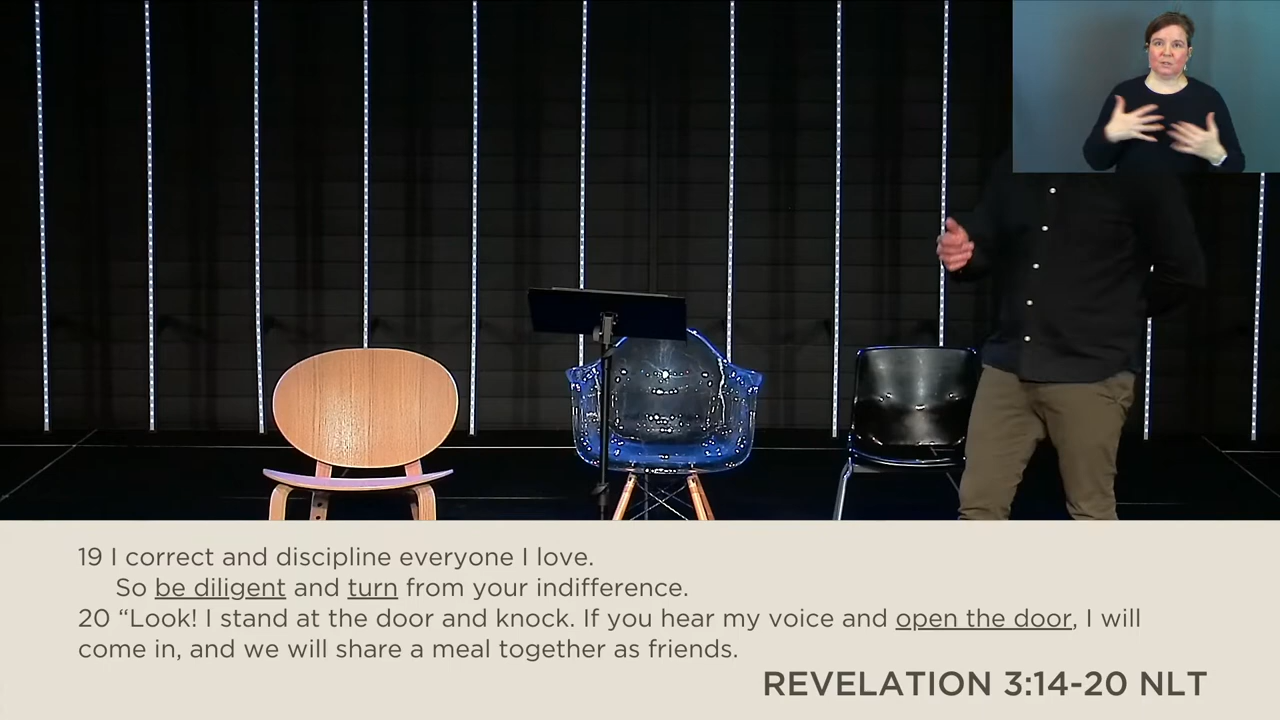 19 I correct and discipline everyone I love.
So be diligent and turn from your indifference.
20 “Look! I stand at the door and knock. If you hear my voice and open the door, I will
come in, and we will share a meal together as friends.
REVELATION 3:14-20 NLT